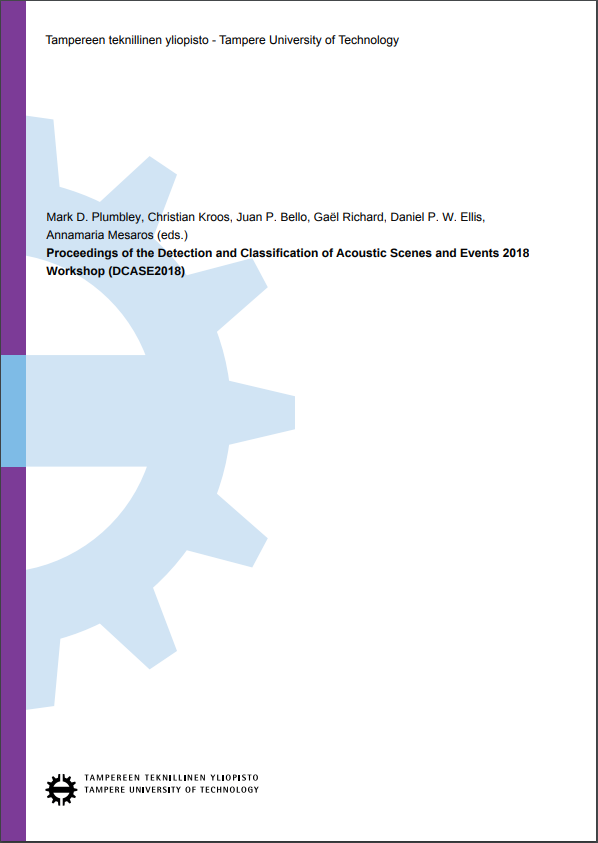 Tampereen teknillinen yliopisto - Tampere University of Technology
Mark D. Plumbley, Christian Kroos, Juan P. Bello, Gaël Richard, Daniel P. W. Ellis,
Annamaria Mesaros (eds.)
Proceedings of the Detection and Classification of Acoustic Scenes and Events 2018
Workshop (DCASE2018)
TAMPEREEN TEKNILLINEN YLIOPISTO
TAMPERE UNIVERSITY OF TECHNOLOGY